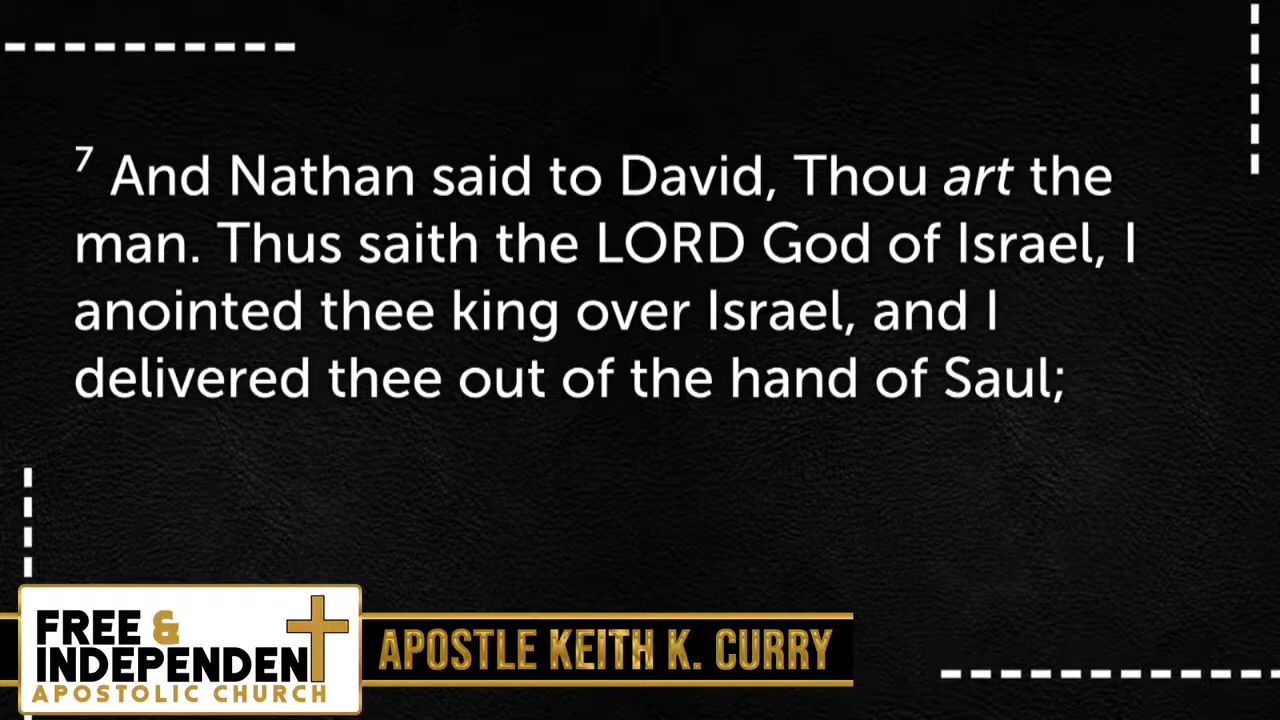 7 And Nathan said to David, Thou art the
man. Thus saith the LORD God of Israel, I
anointed thee king over Israel, and I
delivered thee out of the hand of Saul;
FREE &
INDEPENDENT
APOSTOLIC CHURCH
APOSTLE KEITH K. CURRY